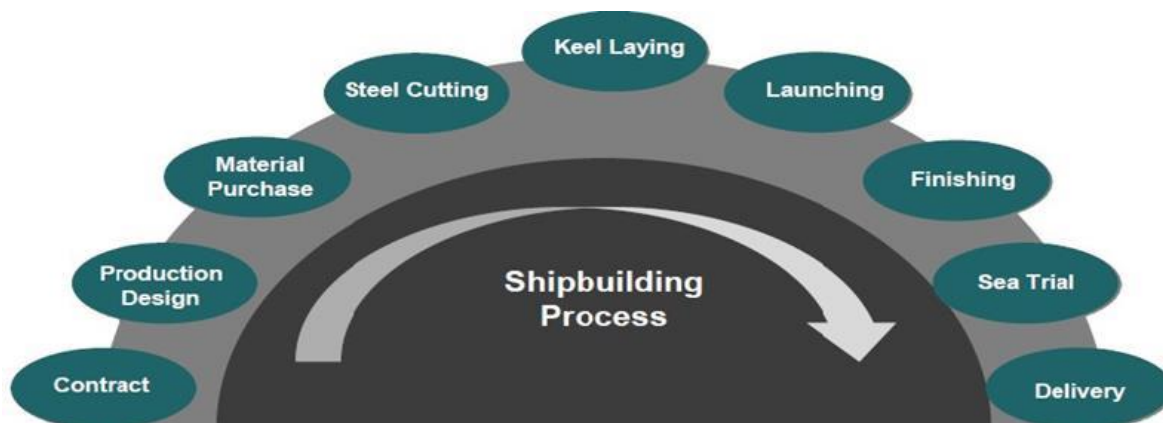 Contract
Production
Design
Material
Purchase
Steel Cutting
Keel Laying
Launching
Finishing
Sea Trial
Delivery
Shipbuilding
Process